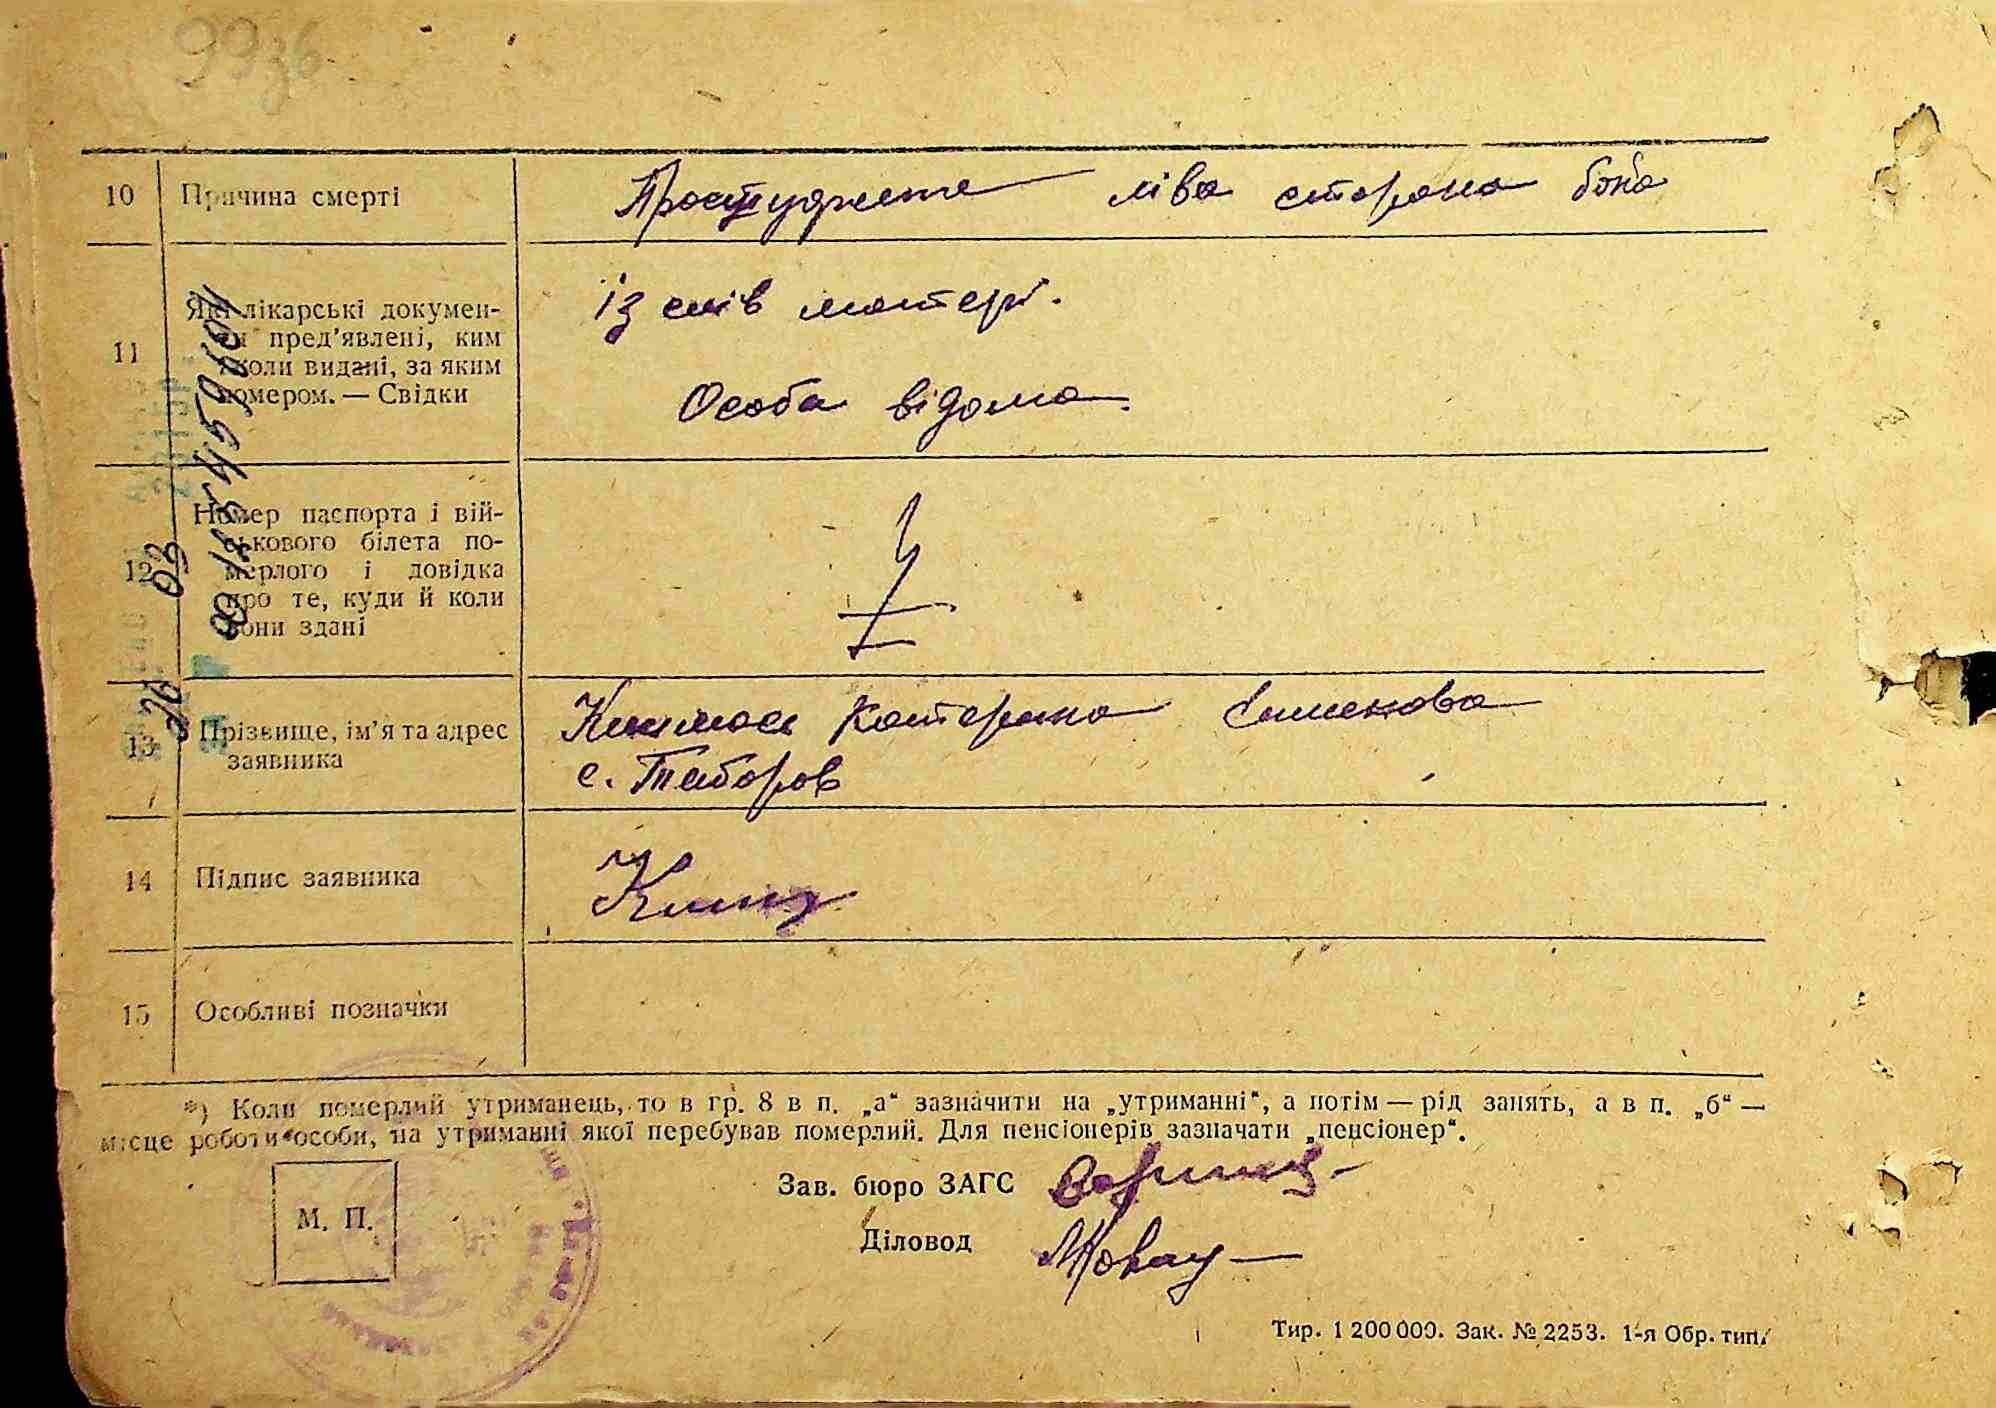 9936
10 Причина смерті Простуджене ліва сторона бока
11 Які лікарські докумен-
ти пред’явлені, ким
і коли видані, за яким
номером. — Свідки
із слів матері.
Особа відома.
12 Номер паспорта і вій-
ськового білета по-
мерлого і довідка
про те, куди й коли
вони здані
13 Прізвище, ім’я та адрес
заявника
Катерина Семенова
с. Таборов
14 Підпис заявника
15 Особливі позначки
*) Коли померлий утриманець, то в гр. 8 в п. „а“ зазначити на „утриманні“, а потім — рід занять, а в п. „б“ —
місце роботи особи, на утриманні якої перебував померлий. Для пенсіонерів зазначати „пенсіонер“.
М. П.
Зав. бюро ЗАГС
Діловод
Тир. 1 200 000. Зак. № 2253. 1-я Обр. тип.